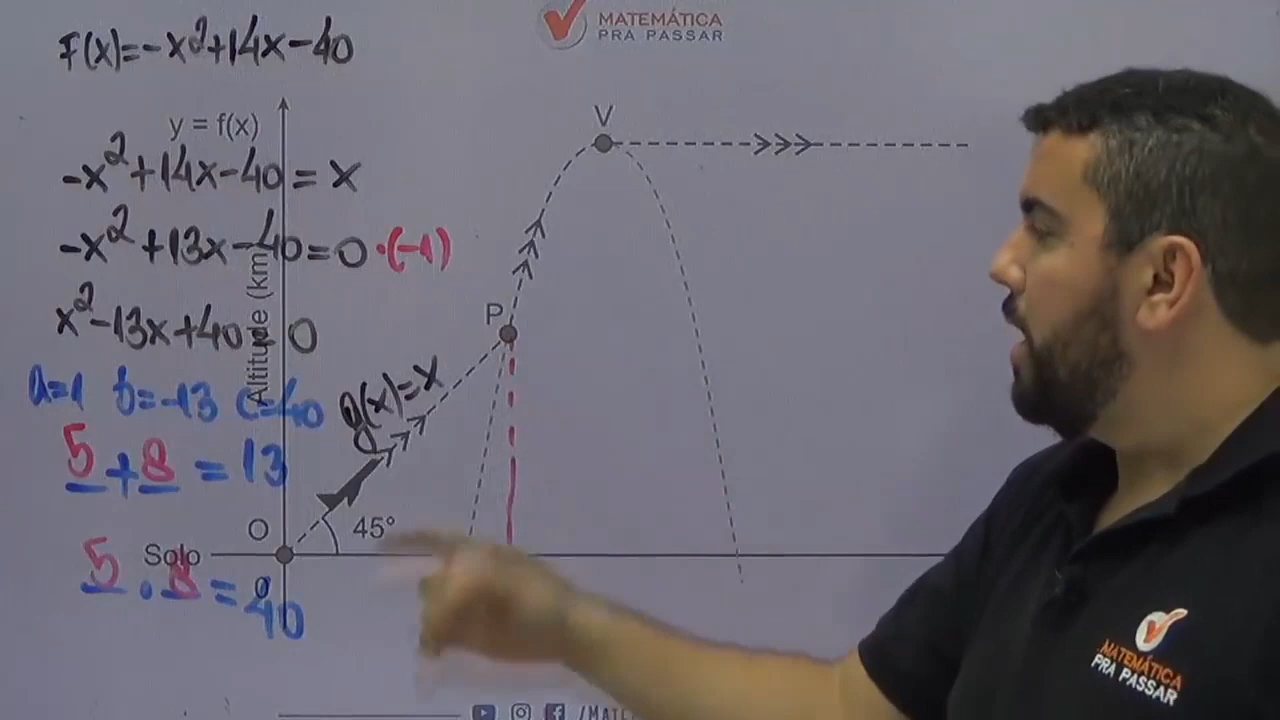 MATEMÁTICA
PRA PASSAR
F(x)=-x²+14x-40
y = f(x)
V
-x²+14x-40=x
-x²+13x-40=0·(-1)
Altitude (km)
x²-13x+40=0
P
g(x)=x
a=1 b=-13 c=40
5+8=13
O
45°
Solo
0
5·8=40
MATEMÁTICA
PRA PASSAR